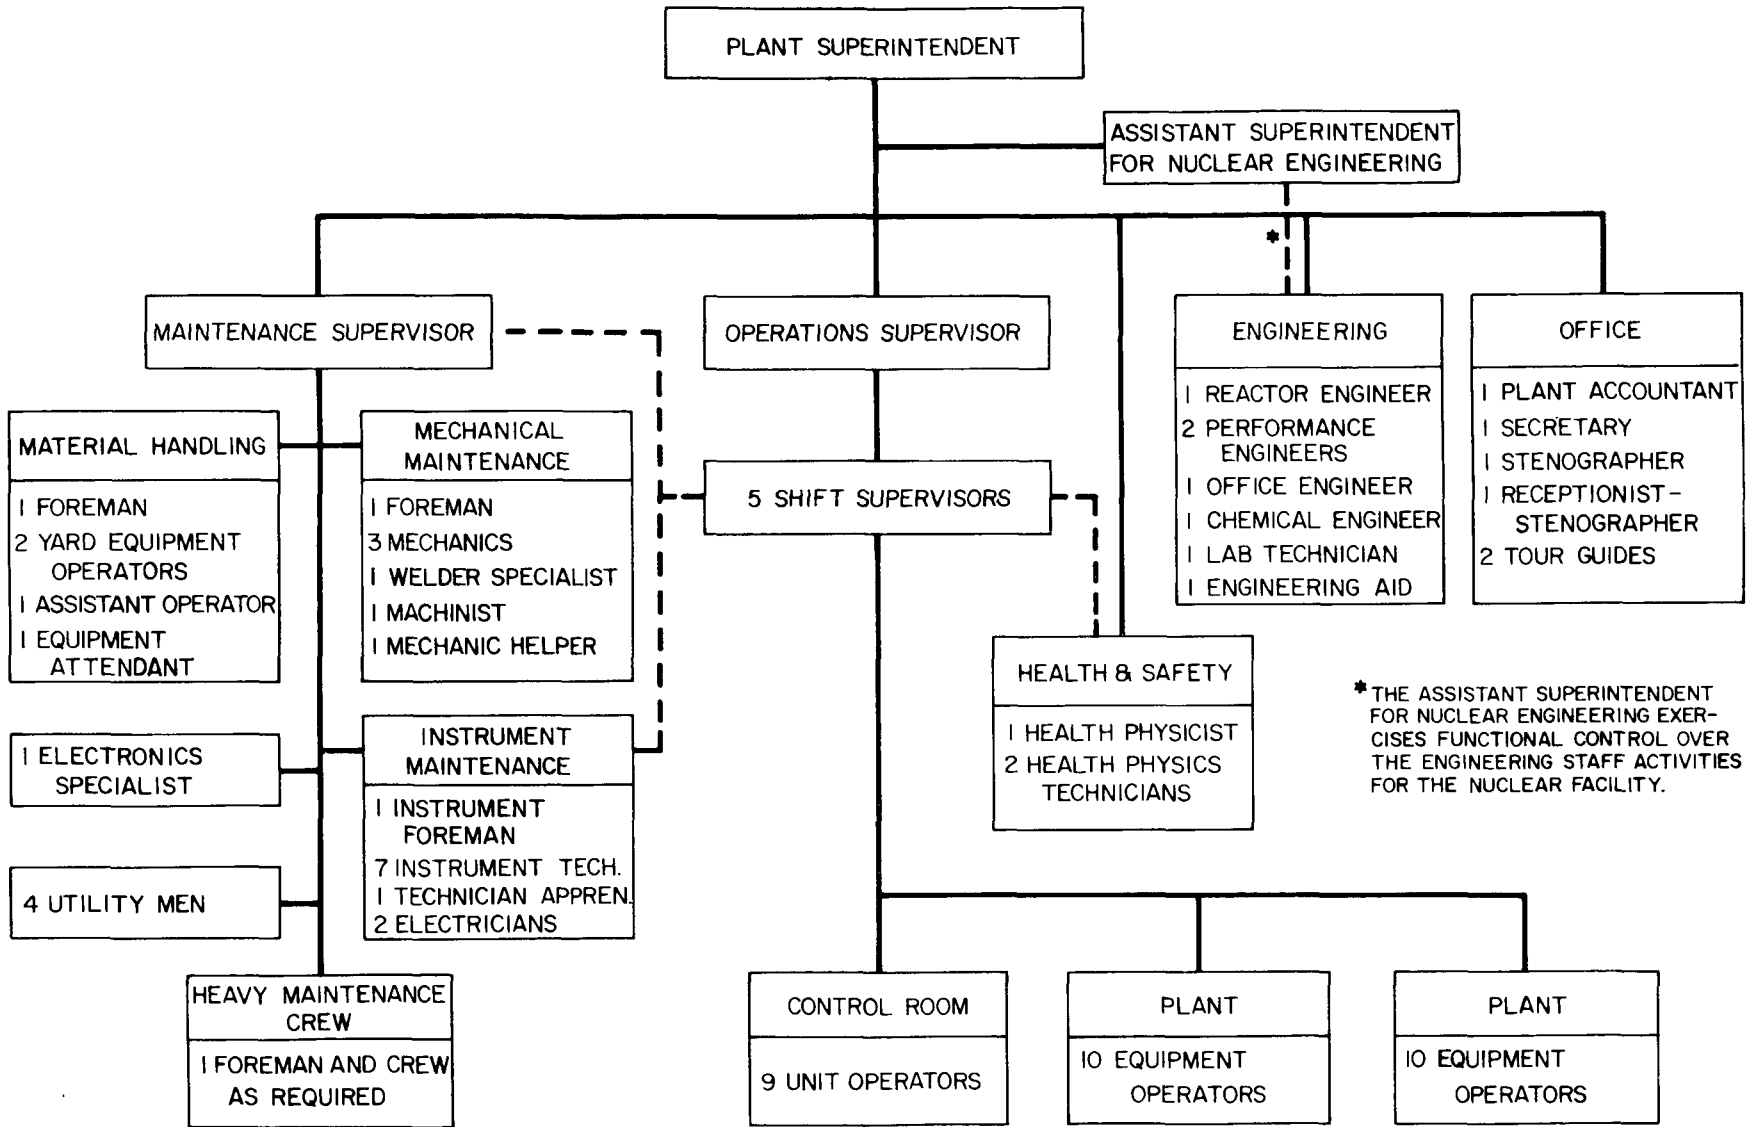 PLANT SUPERINTENDENT
ASSISTANT SUPERINTENDENT
FOR NUCLEAR ENGINEERING
*
MAINTENANCE SUPERVISOR
OPERATIONS SUPERVISOR
ENGINEERING
1 REACTOR ENGINEER
2 PERFORMANCE
ENGINEERS
1 OFFICE ENGINEER
1 CHEMICAL ENGINEER
1 LAB TECHNICIAN
1 ENGINEERING AID
OFFICE
1 PLANT ACCOUNTANT
1 SECRETARY
1 STENOGRAPHER
1 RECEPTIONIST-
STENOGRAPHER
2 TOUR GUIDES
MATERIAL HANDLING
1 FOREMAN
2 YARD EQUIPMENT
OPERATORS
1 ASSISTANT OPERATOR
1 EQUIPMENT
ATTENDANT
MECHANICAL
MAINTENANCE
1 FOREMAN
3 MECHANICS
1 WELDER SPECIALIST
1 MACHINIST
1 MECHANIC HELPER
5 SHIFT SUPERVISORS
HEALTH & SAFETY
1 HEALTH PHYSICIST
2 HEALTH PHYSICS
TECHNICIANS
* THE ASSISTANT SUPERINTENDENT
FOR NUCLEAR ENGINEERING EXER-
CISES FUNCTIONAL CONTROL OVER
THE ENGINEERING STAFF ACTIVITIES
FOR THE NUCLEAR FACILITY.
1 ELECTRONICS
SPECIALIST
INSTRUMENT
MAINTENANCE
1 INSTRUMENT
FOREMAN
7 INSTRUMENT TECH.
1 TECHNICIAN APPREN.
2 ELECTRICIANS
4 UTILITY MEN
HEAVY MAINTENANCE
CREW
1 FOREMAN AND CREW
AS REQUIRED
CONTROL ROOM
9 UNIT OPERATORS
PLANT
10 EQUIPMENT
OPERATORS
PLANT
10 EQUIPMENT
OPERATORS